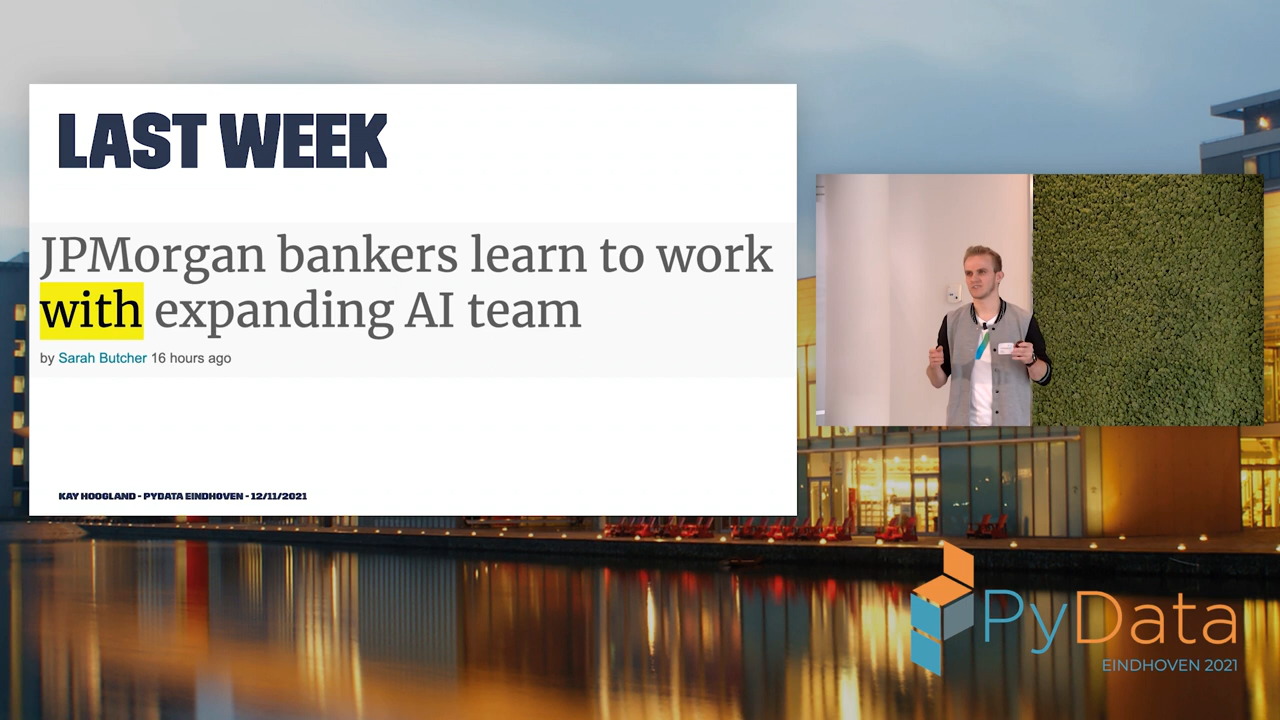 LAST WEEK
JPMorgan bankers learn to work
with expanding AI team
by Sarah Butcher 16 hours ago
KAY HOOGLAND - PYDATA EINDHOVEN - 12/11/2021
PyData
EINDHOVEN 2021